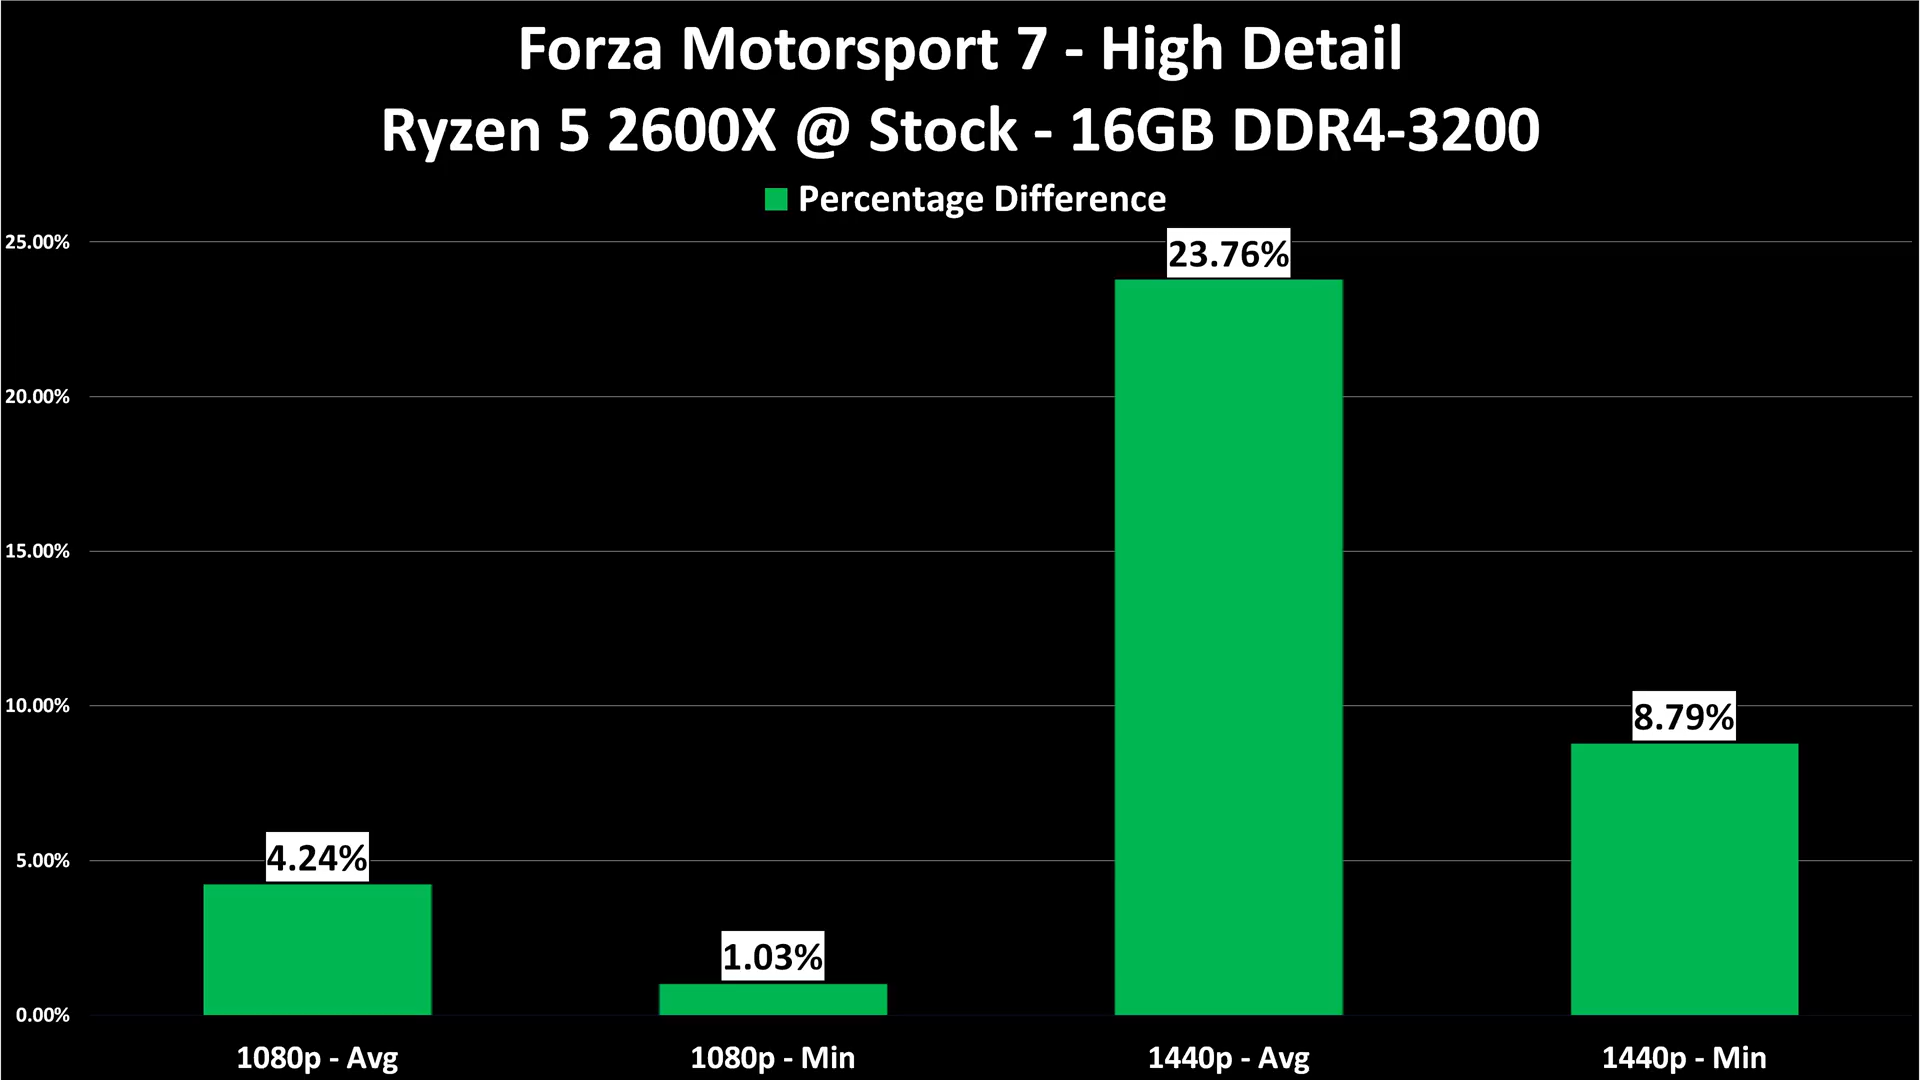 Forza Motorsport 7 - High Detail
Ryzen 5 2600X @ Stock - 16GB DDR4-3200
Percentage Difference
25.00%
20.00%
15.00%
10.00%
5.00%
0.00%
4.24%
1.03%
23.76%
8.79%
1080p - Avg
1080p - Min
1440p - Avg
1440p - Min